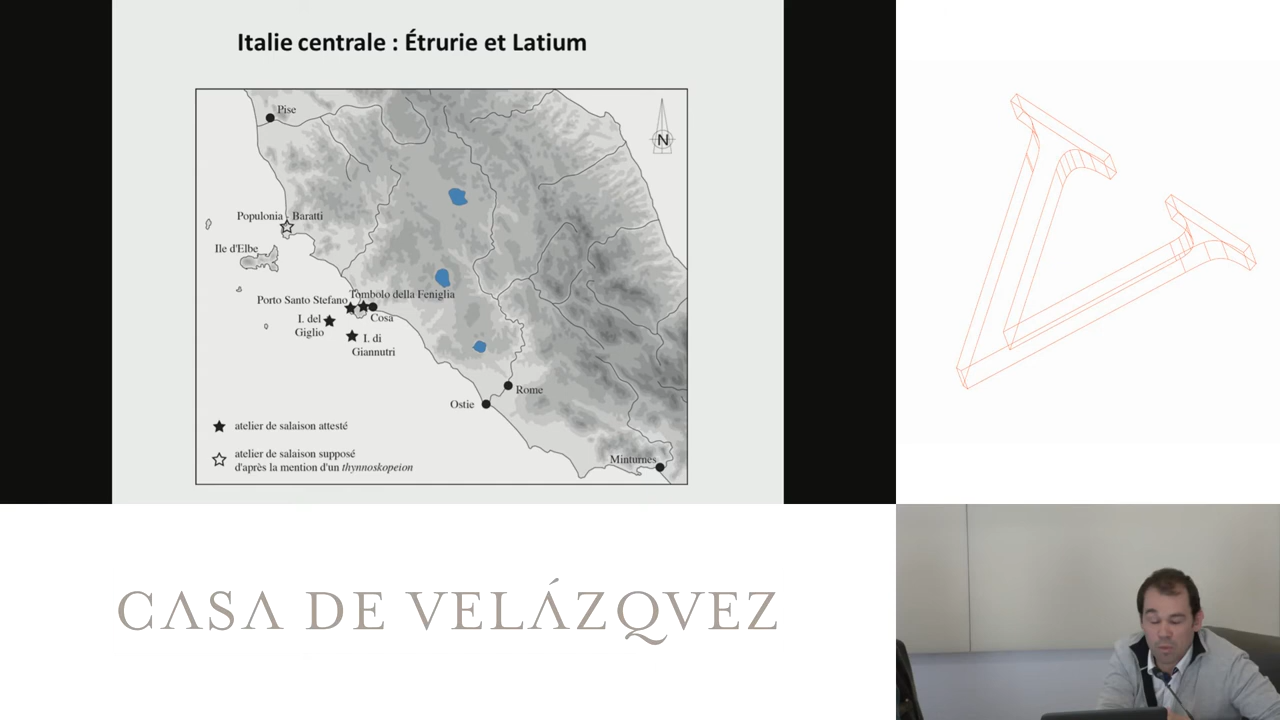 Italie centrale : Étrurie et Latium
Pise
N
Populonia - Baratti
Ile d'Elbe
Porto Santo Stefano
Tombolo della Feniglia
Cosa
I. del
Giglio
I. di
Giannutri
Rome
Ostie
Minturnes
atelier de salaison attesté
atelier de salaison supposé
d'après la mention d'un thynnoskopeion
CASA DE VELÁZQVEZ